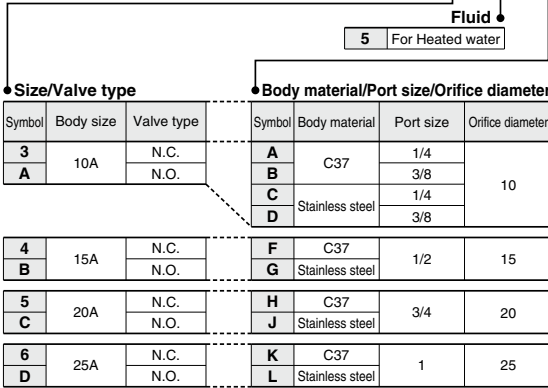 Fluid
5 For Heated water
Size/Valve type
Symbol Body size Valve type
3 10A N.C.
A N.O.
4 15A N.C.
B N.O.
5 20A N.C.
C N.O.
6 25A N.C.
D N.O.
Body material/Port size/Orifice diameter
Symbol Body material Port size Orifice diameter
A C37 1/4 10
B 3/8
C Stainless steel 1/4
D 3/8
F C37 1/2 15
G Stainless steel
H C37 3/4 20
J Stainless steel
K C37 1 25
L Stainless steel